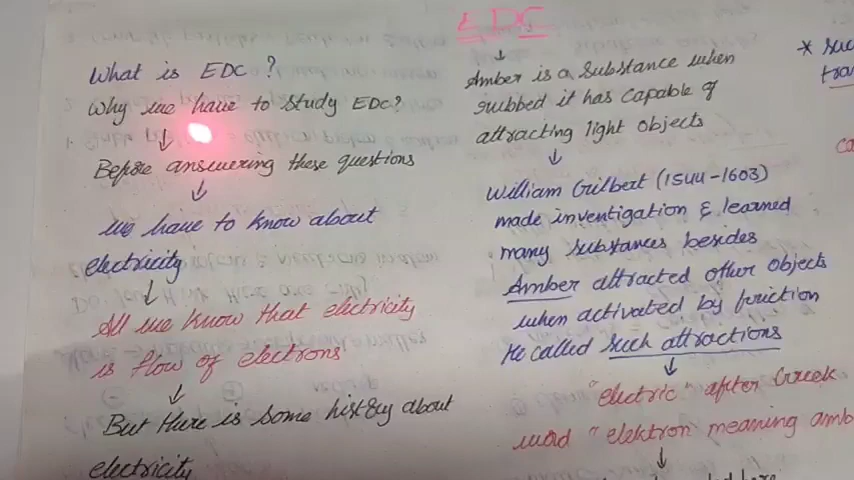 EDC
What is EDC ?
Why we have to study EDC?
↓
Before answering these questions
↓
we have to know about
electricity
↓
All we know that electricity
is flow of electrons
↓
But there is some history about
electricity
↓
Amber is a substance when
rubbed it has capable of
attracting light objects
↓
William Gilbert (1544-1603)
made investigation & learned
many substances besides
Amber attracted other objects
when activated by friction
He called such attractions
↓
"electric" after Greek
word "elektron meaning amb
↓
* suc
tra